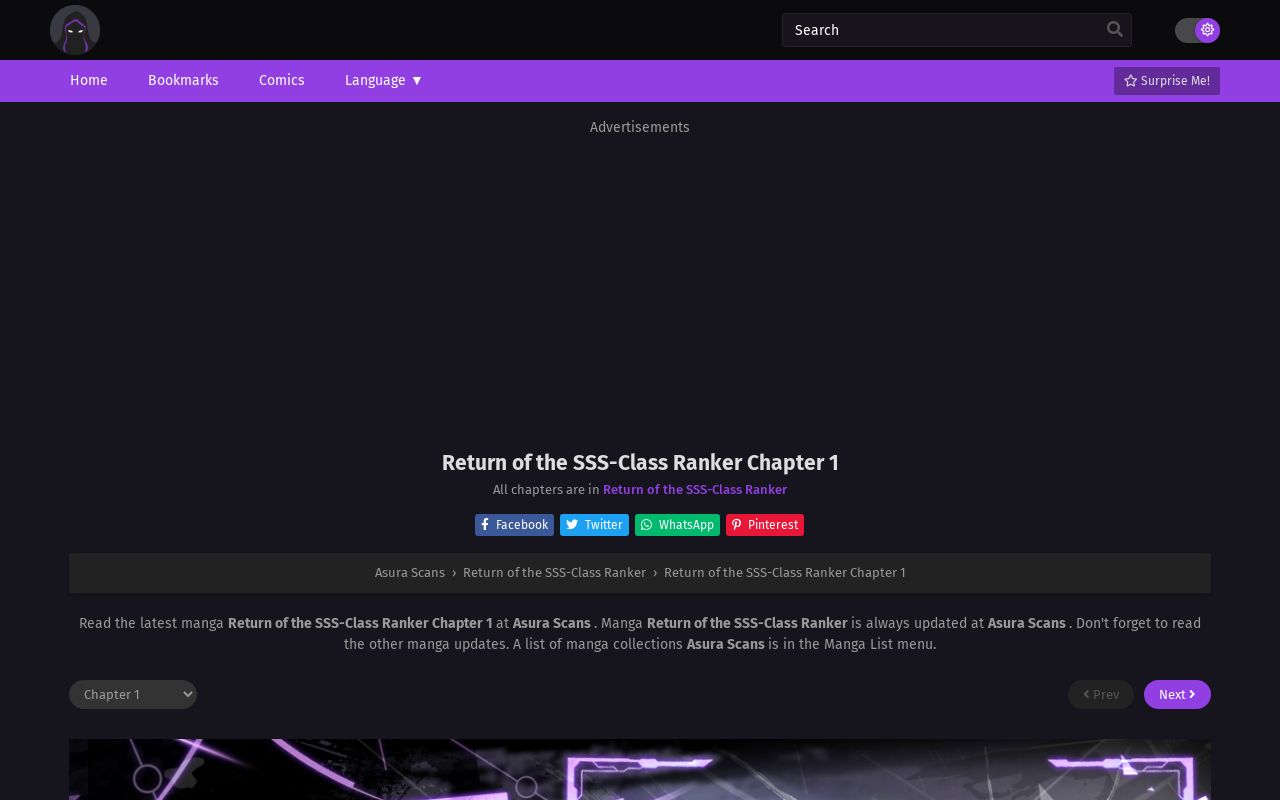 Search
Home Bookmarks Comics Language ▼ Surprise Me!
Advertisements
Return of the SSS-Class Ranker Chapter 1
All chapters are in Return of the SSS-Class Ranker
Facebook Twitter WhatsApp Pinterest
Asura Scans › Return of the SSS-Class Ranker › Return of the SSS-Class Ranker Chapter 1
Read the latest manga Return of the SSS-Class Ranker Chapter 1 at Asura Scans . Manga Return of the SSS-Class Ranker is always updated at Asura Scans . Don't forget to read
the other manga updates. A list of manga collections Asura Scans is in the Manga List menu.
Chapter 1 Prev Next